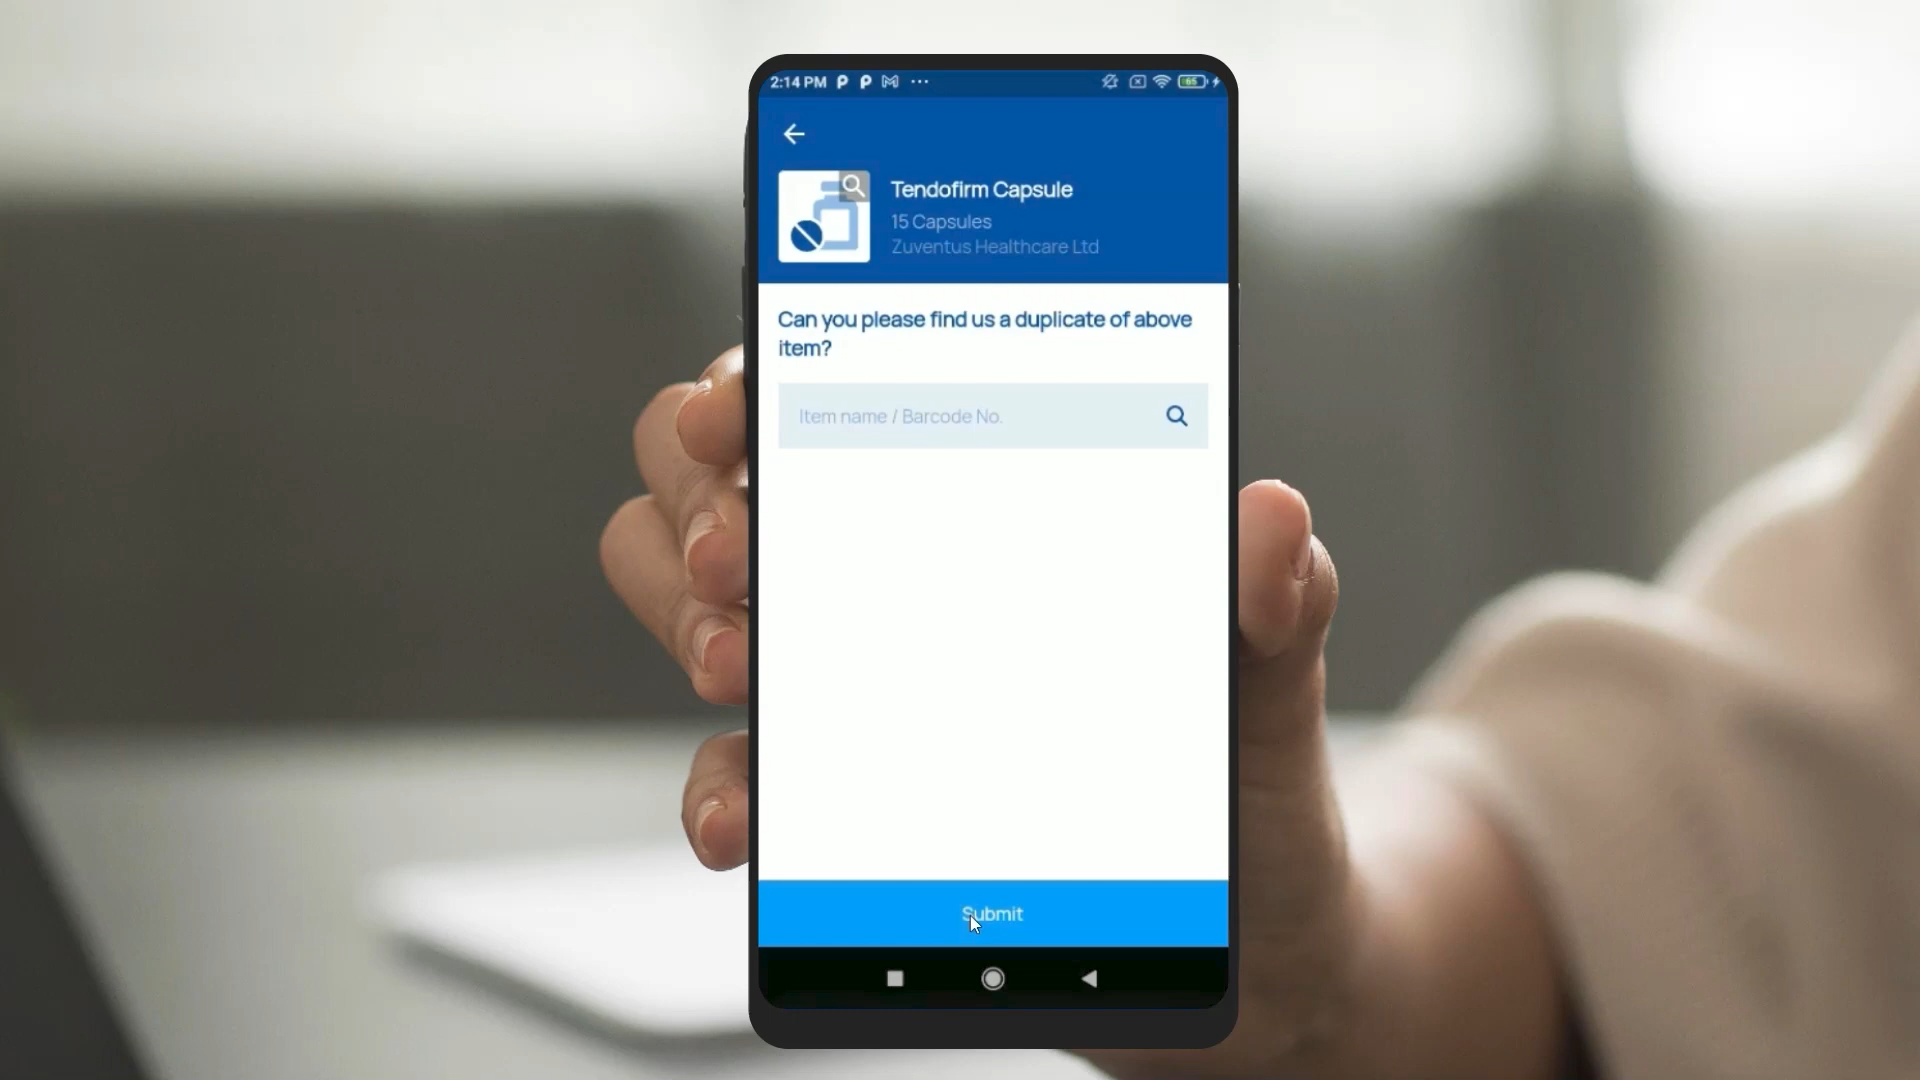 2:14 PM
65
Tendofirm Capsule
15 Capsules
Zuventus Healthcare Ltd
Can you please find us a duplicate of above
item?
Item name / Barcode No.
Submit